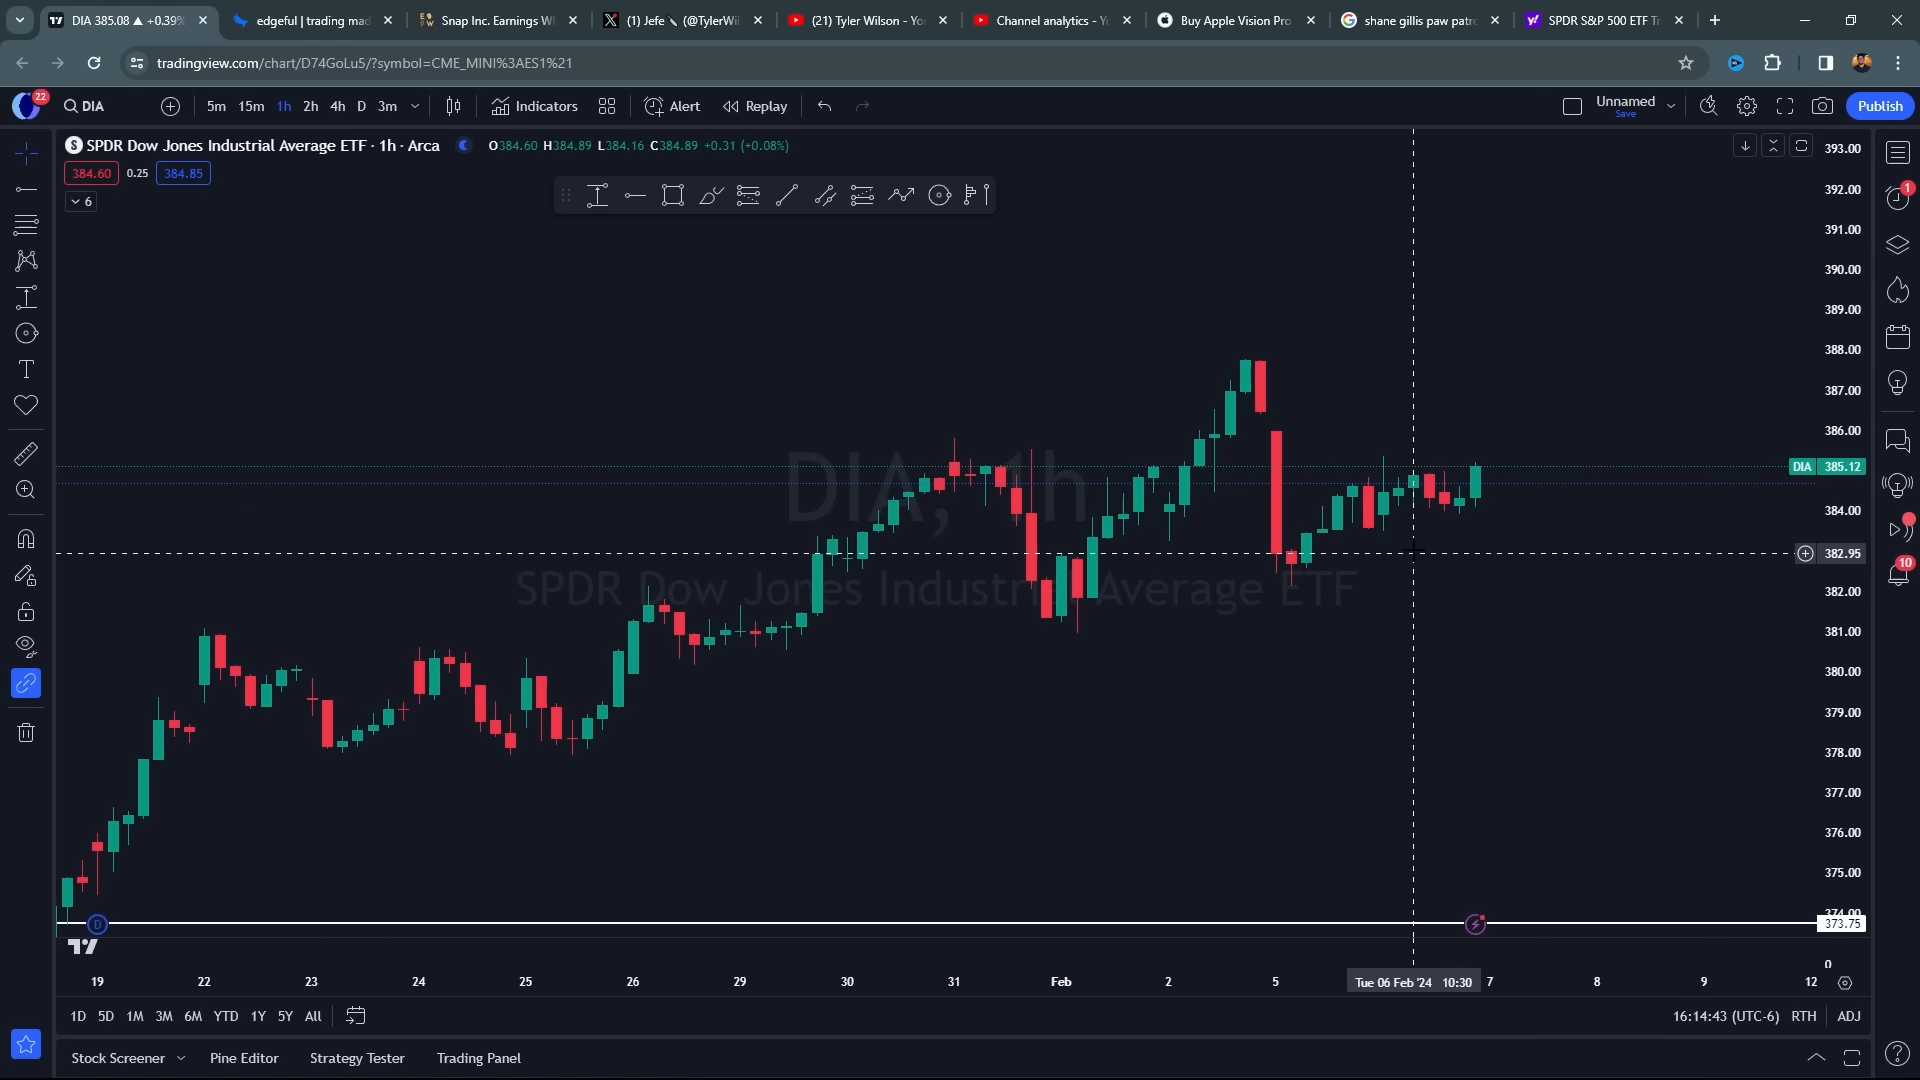 DIA 385.08 ▲ +0.39%
edgeful | trading mad
Snap Inc. Earnings W
(1) Jefe (@TylerWil
(21) Tyler Wilson - Yo
Channel analytics - Yo
Buy Apple Vision Pro
shane gillis paw patro
SPDR S&P 500 ETF Tr
tradingview.com/chart/D74GoLu5/?symbol=CME_MINI%3AES1%21
22
DIA
5m 15m 1h 2h 4h D 3m
Indicators
Alert
Replay
Unnamed
Save
Publish
SPDR Dow Jones Industrial Average ETF · 1h · Arca
O384.60 H384.89 L384.16 C384.89 +0.31 (+0.08%)
384.60 0.25 384.85
6
DIA, 1h
SPDR Dow Jones Industrial Average ETF
393.00
392.00
391.00
390.00
389.00
388.00
387.00
386.00
DIA 385.12
384.00
382.95
382.00
381.00
380.00
379.00
378.00
377.00
376.00
375.00
374.00
373.75
0
1
10
D
19 22 23 24 25 26 29 30 31 Feb 2 5 Tue 06 Feb '24 10:30 7 8 9 12
1D 5D 1M 3M 6M YTD 1Y 5Y All
16:14:43 (UTC-6) RTH ADJ
Stock Screener Pine Editor Strategy Tester Trading Panel